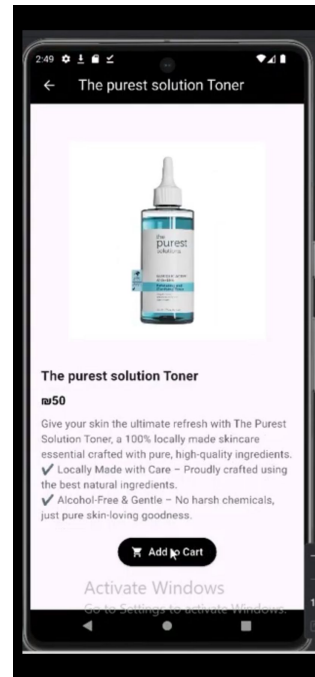 2:49
The purest solution Toner
the
purest
solutions
The purest solution Toner
₪50
Give your skin the ultimate refresh with The Purest
Solution Toner, a 100% locally made skincare
essential crafted with pure, high-quality ingredients.
✔ Locally Made with Care – Proudly crafted using
the best natural ingredients.
✔ Alcohol-Free & Gentle – No harsh chemicals,
just pure skin-loving goodness.
Add to Cart
Activate Windows
Go to Settings to activate Windows.